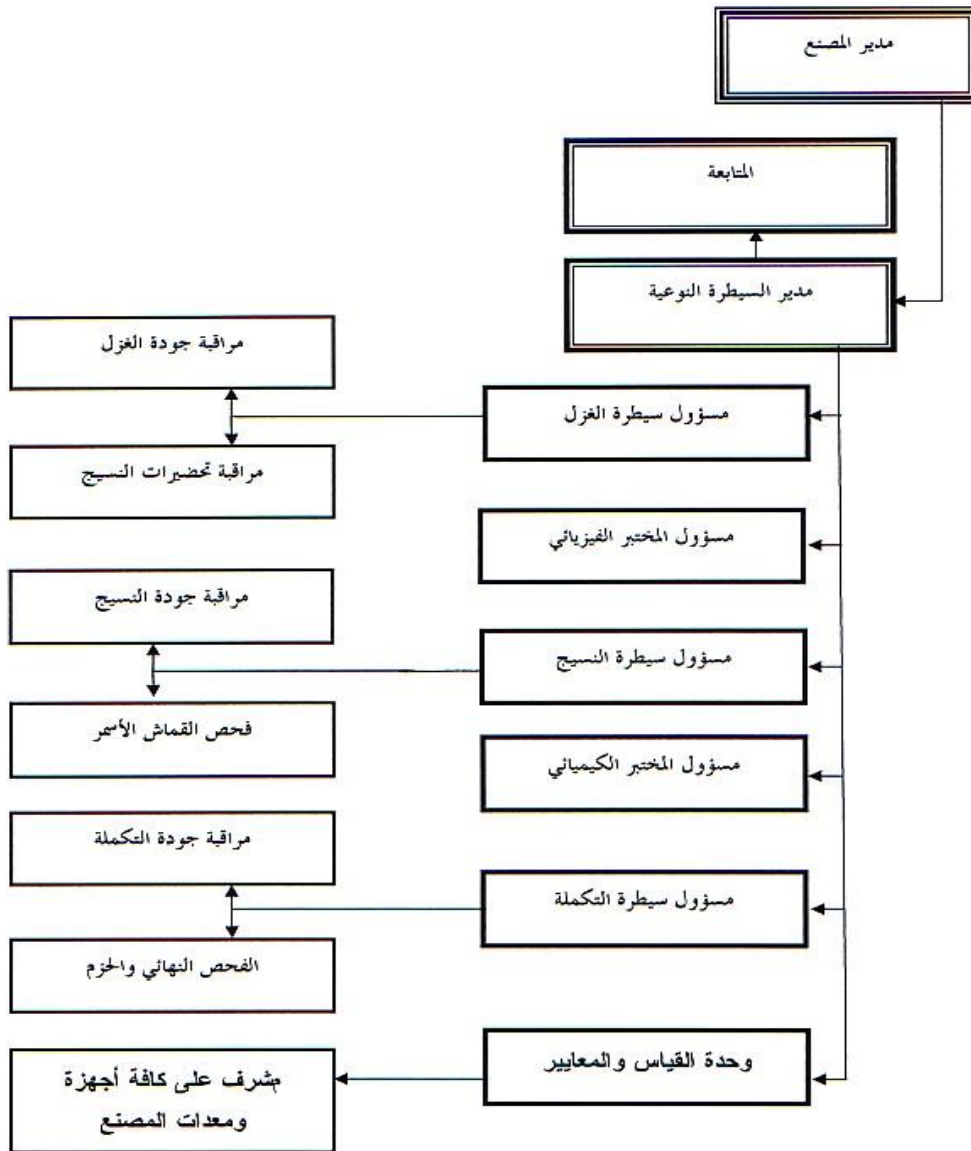 مدير المصنع
المتابعة
مدير السيطرة النوعية
مسؤول سيطرة الغزل
مراقبة جودة الغزل
مراقبة تحضيرات النسيج
مسؤول المختبر الفيزيائي
مسؤول سيطرة النسيج
مراقبة جودة النسيج
فحص القماش الأسمر
مسؤول المختبر الكيميائي
مسؤول سيطرة التكملة
مراقبة جودة التكملة
الفحص النهائي والحزم
وحدة القياس والمعايير
مشرف على كافة أجهزة
ومعدات المصنع